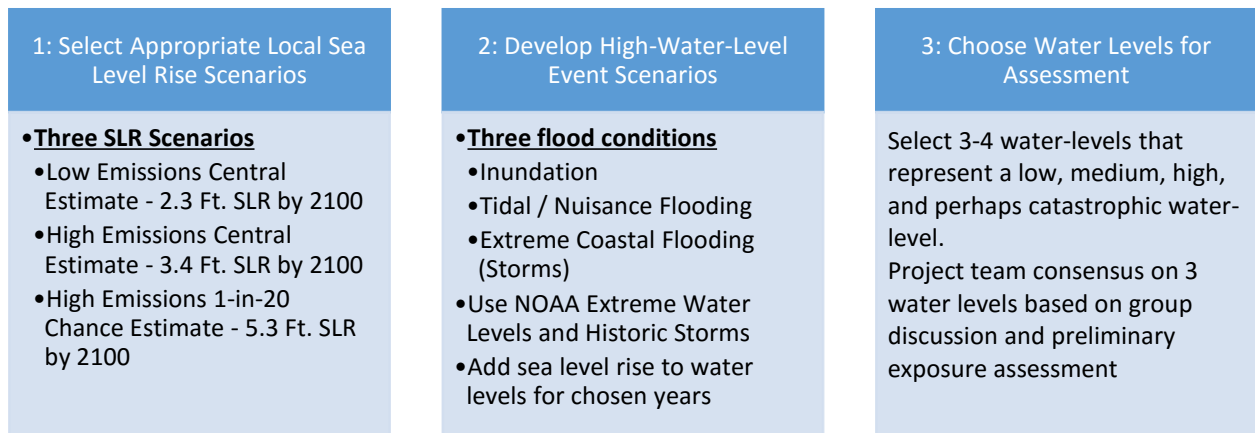 1: Select Appropriate Local Sea
Level Rise Scenarios
•Three SLR Scenarios
•Low Emissions Central
Estimate - 2.3 Ft. SLR by 2100
•High Emissions Central
Estimate - 3.4 Ft. SLR by 2100
•High Emissions 1-in-20
Chance Estimate - 5.3 Ft. SLR
by 2100
2: Develop High-Water-Level
Event Scenarios
•Three flood conditions
•Inundation
•Tidal / Nuisance Flooding
•Extreme Coastal Flooding
(Storms)
•Use NOAA Extreme Water
Levels and Historic Storms
•Add sea level rise to water
levels for chosen years
3: Choose Water Levels for
Assessment
Select 3-4 water-levels that
represent a low, medium, high,
and perhaps catastrophic water-
level.
Project team consensus on 3
water levels based on group
discussion and preliminary
exposure assessment